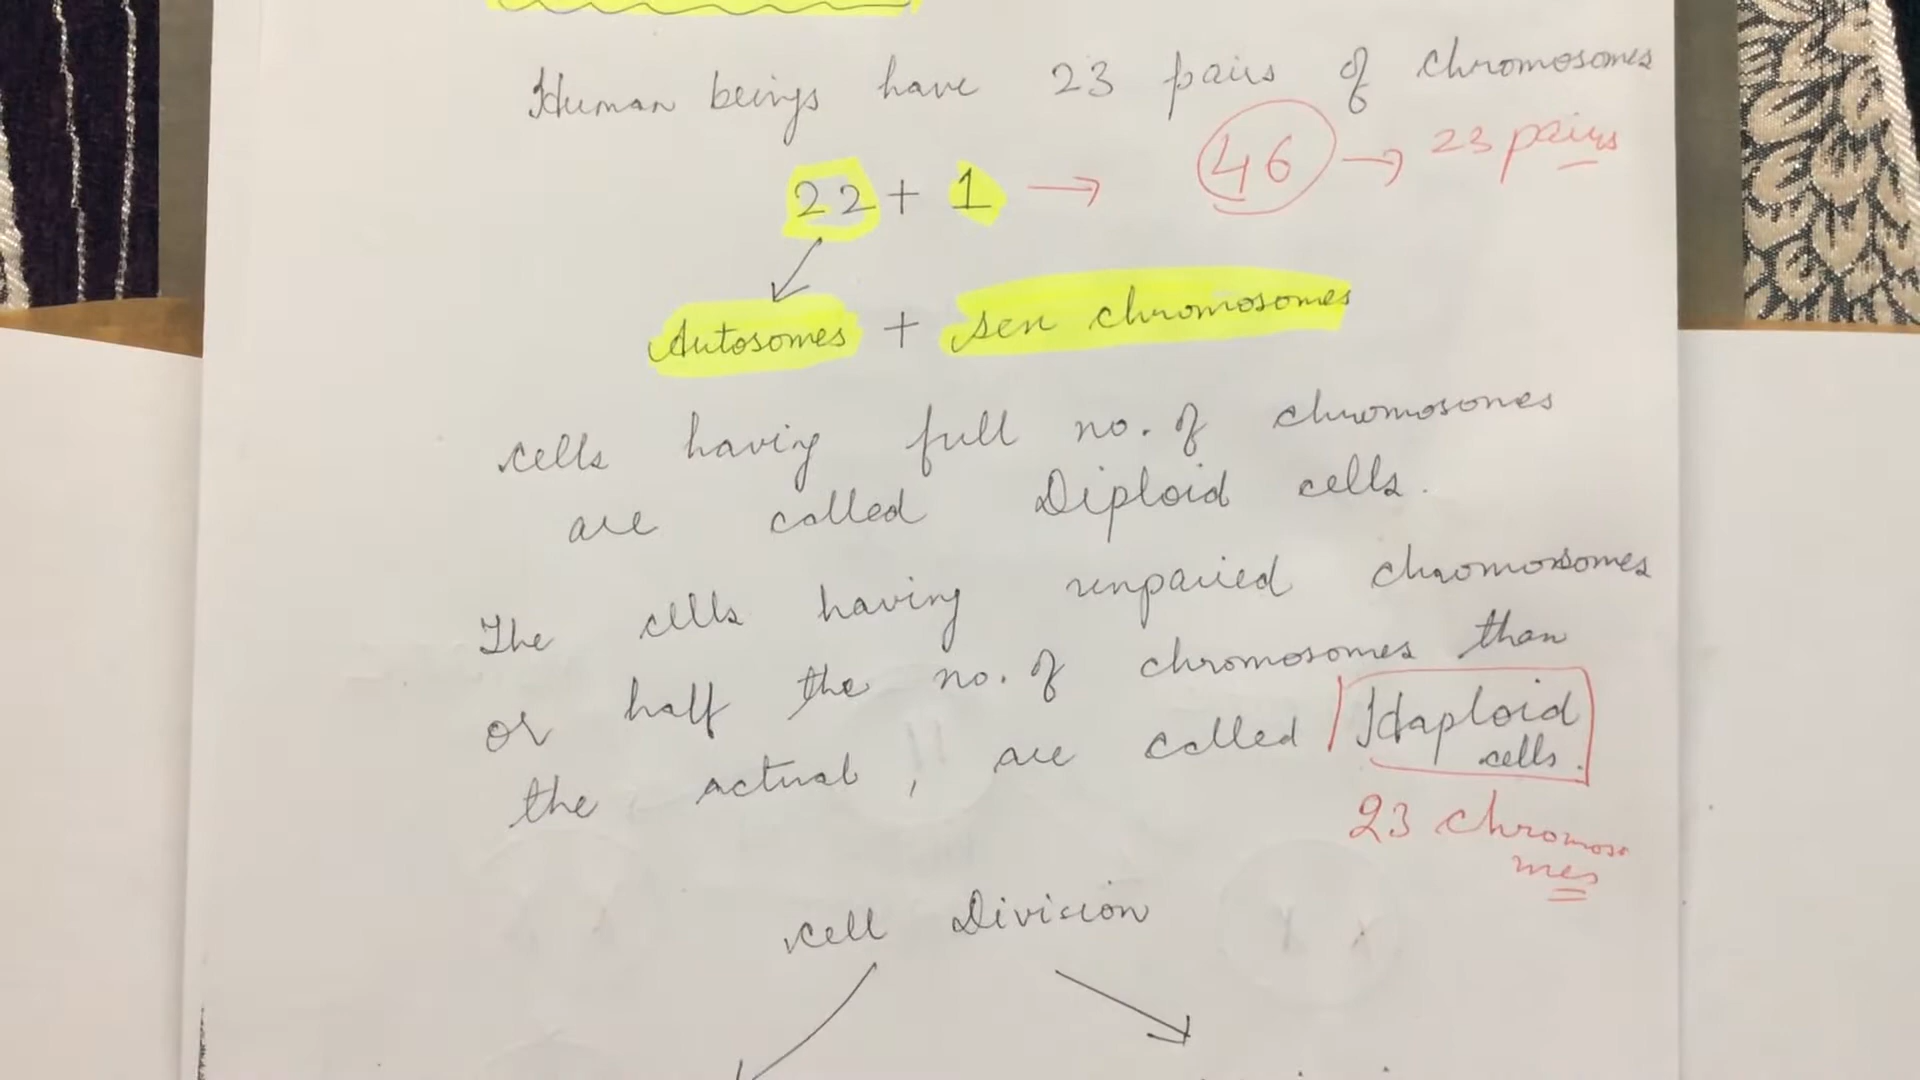 Human beings have 23 pairs of chromosomes
22 + 1 → 46 → 23 pairs
Autosomes + sex chromosomes
cells having full no. of chromosomes
are called Diploid cells.
The cells having unpaired chromosomes
or half the no. of chromosomes than
the actual, are called Haploid
cells.
23 chromoso
mes
cell Division